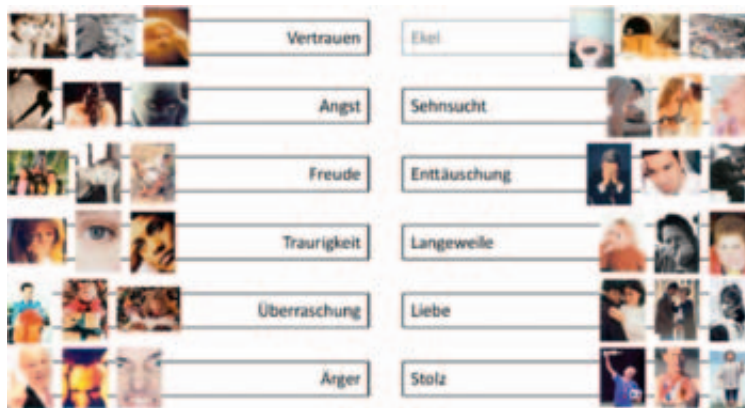 Vertrauen
Ekel
Angst
Sehnsucht
Freude
Enttäuschung
Traurigkeit
Langeweile
Überraschung
Liebe
Ärger
Stolz